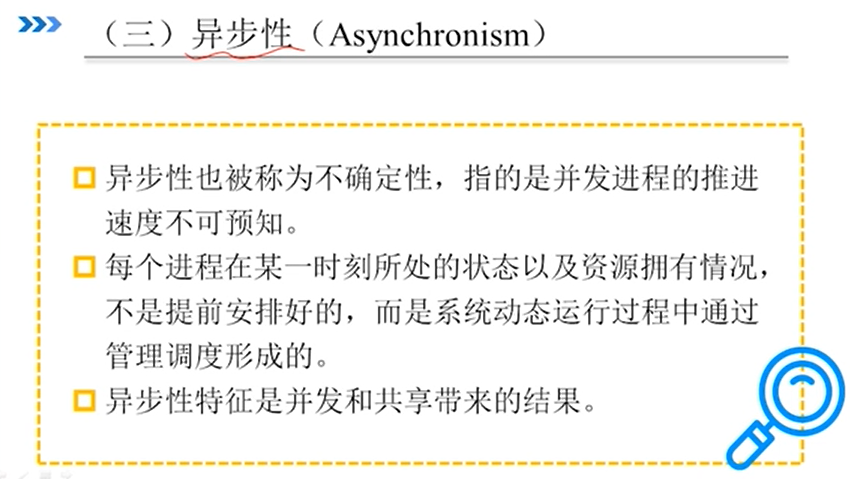 （三）异步性（Asynchronism）
异步性也被称为不确定性，指的是并发进程的推进
速度不可预知。
每个进程在某一时刻所处的状态以及资源拥有情况，
不是提前安排好的，而是系统动态运行过程中通过
管理调度形成的。
异步性特征是并发和共享带来的结果。